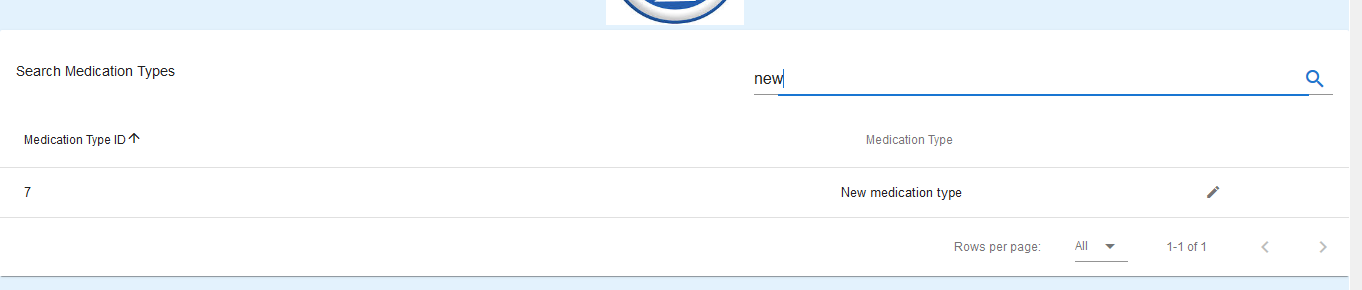 Search Medication Types
new
Medication Type ID Medication Type
7 New medication type
Rows per page: All 1-1 of 1